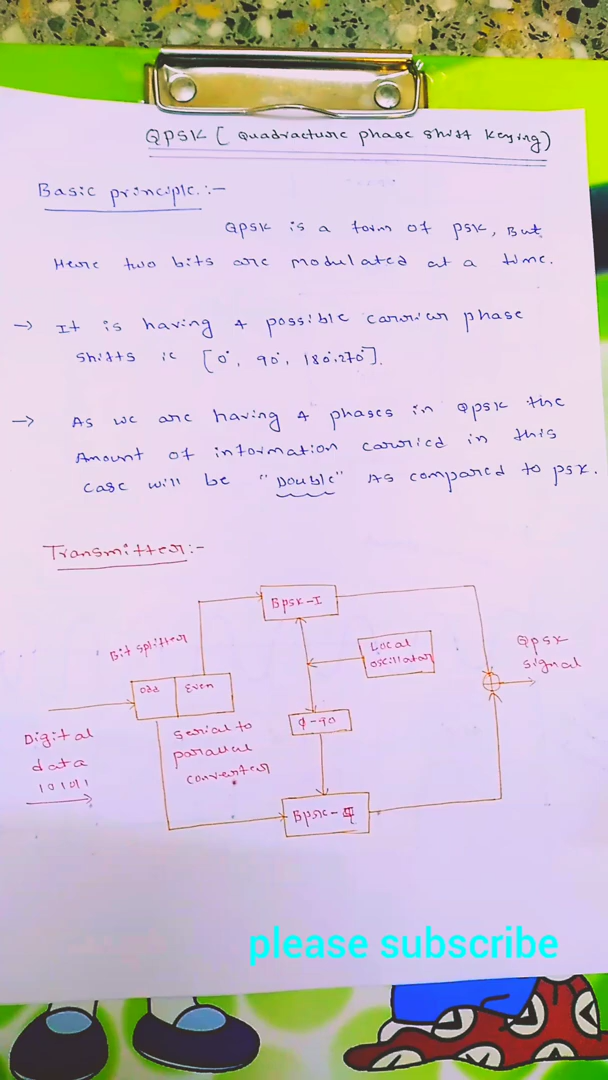 QPSK [ Quadracture phase shift keying)
Basic principle:-
QPSK is a form of PSK, But
Here two bits are modulated at a time.
→ It is having 4 possible carrier phase
shifts ie [0°, 90°, 180°, 270°].
→ As we are having 4 phases in QPSK the
Amount of information carried in this
case will be "Double" As compared to PSK.
Transmitter:-
BPSK-I
Bit splitter
Local
oscillator
QPSK
signal
Odd Even
Φ-90
Digital
data
101011
Serial to
parallel
converter
BPSK-II
please subscribe